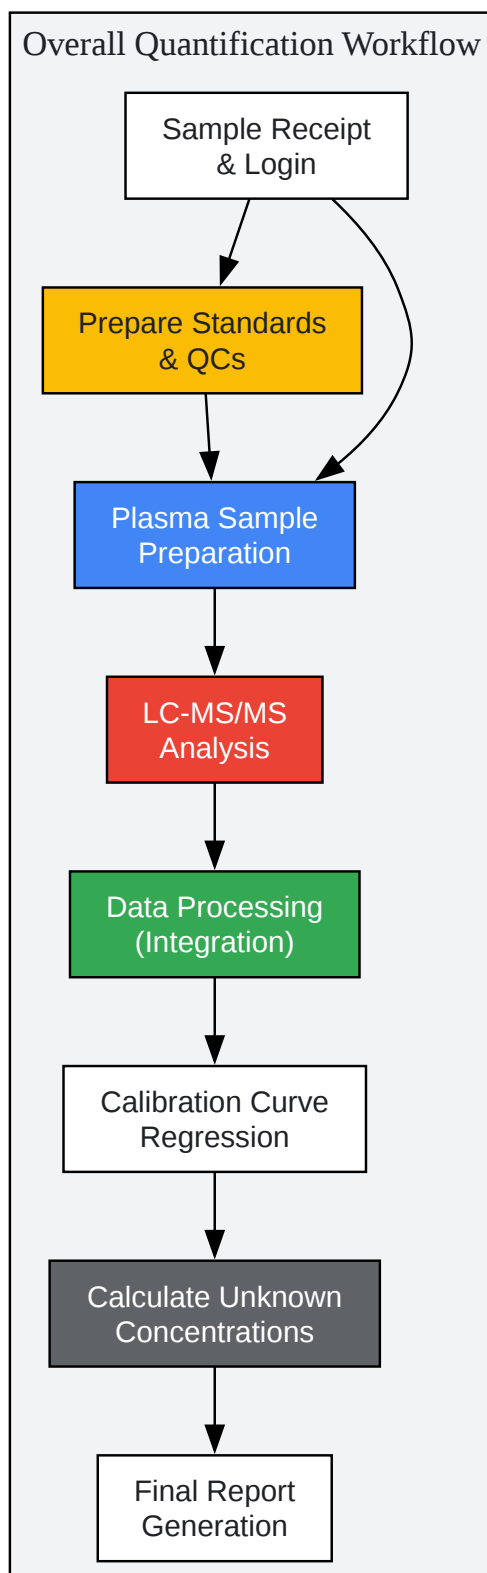 Overall Quantification Workflow
Sample Receipt
& Login
Prepare Standards
& QCs
Plasma Sample
Preparation
LC-MS/MS
Analysis
Data Processing
(Integration)
Calibration Curve
Regression
Calculate Unknown
Concentrations
Final Report
Generation